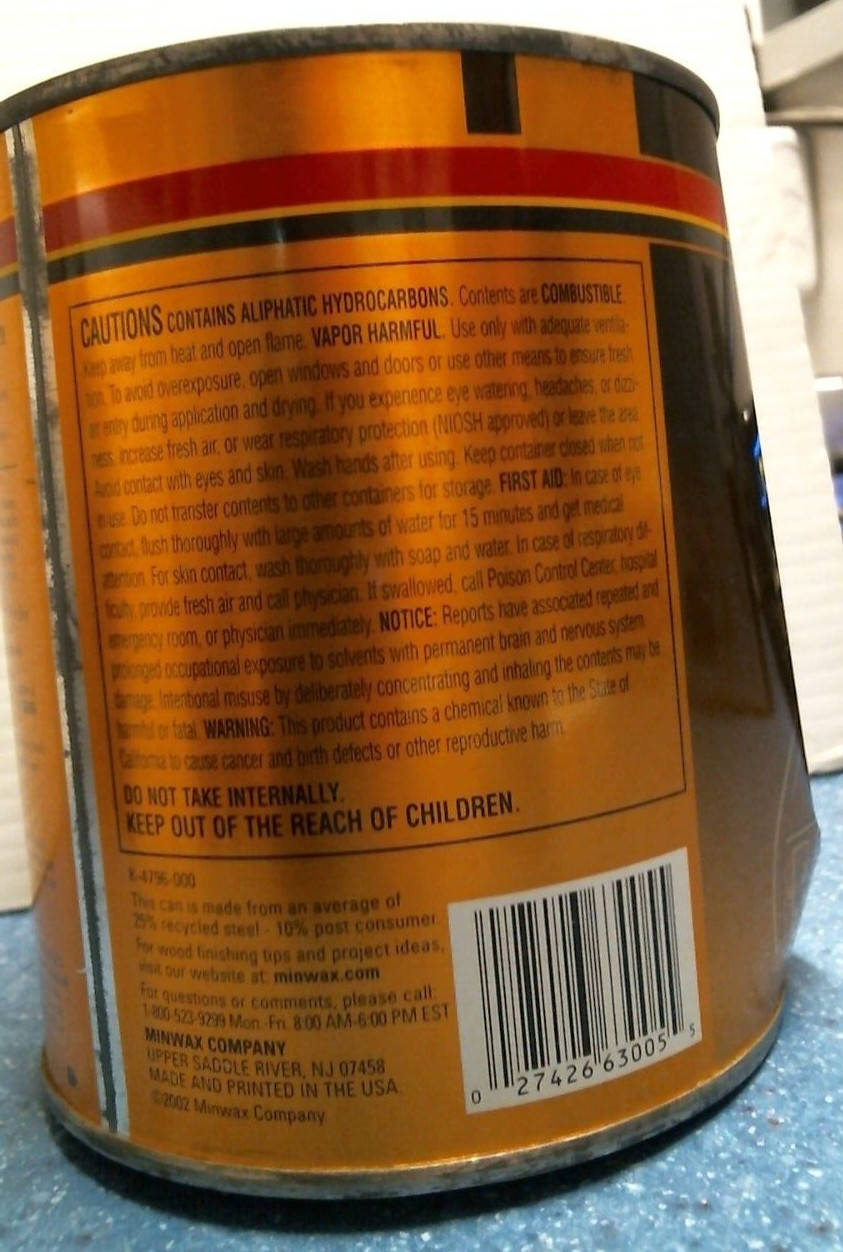 CAUTIONS CONTAINS ALIPHATIC HYDROCARBONS. Contents are COMBUSTIBLE.
Keep away from heat and open flame. VAPOR HARMFUL. Use only with adequate ventila-
tion. To avoid overexposure, open windows and doors or use other means to ensure fresh
air entry during application and drying. If you experience eye watering, headaches, or dizzi-
ness, increase fresh air, or wear respiratory protection (NIOSH approved) or leave the area.
Avoid contact with eyes and skin. Wash hands after using. Keep container closed when not
in use. Do not transfer contents to other containers for storage. FIRST AID: In case of eye
contact, flush thoroughly with large amounts of water for 15 minutes and get medical
attention. For skin contact, wash thoroughly with soap and water. In case of respiratory dif-
ficulty, provide fresh air and call physician. If swallowed, call Poison Control Center, hospital
emergency room, or physician immediately. NOTICE: Reports have associated repeated and
prolonged occupational exposure to solvents with permanent brain and nervous system
damage. Intentional misuse by deliberately concentrating and inhaling the contents may be
harmful or fatal. WARNING: This product contains a chemical known to the State of
California to cause cancer and birth defects or other reproductive harm.
DO NOT TAKE INTERNALLY.
KEEP OUT OF THE REACH OF CHILDREN.
8-4796-000
This can is made from an average of
25% recycled steel - 10% post consumer.
For wood finishing tips and project ideas,
visit our website at: minwax.com
For questions or comments, please call:
1-800-523-9299 Mon.-Fri. 8:00 AM-6:00 PM EST
MINWAX COMPANY
UPPER SADDLE RIVER, NJ 07458
MADE AND PRINTED IN THE USA.
©2002 Minwax Company
0 27426 63005 5